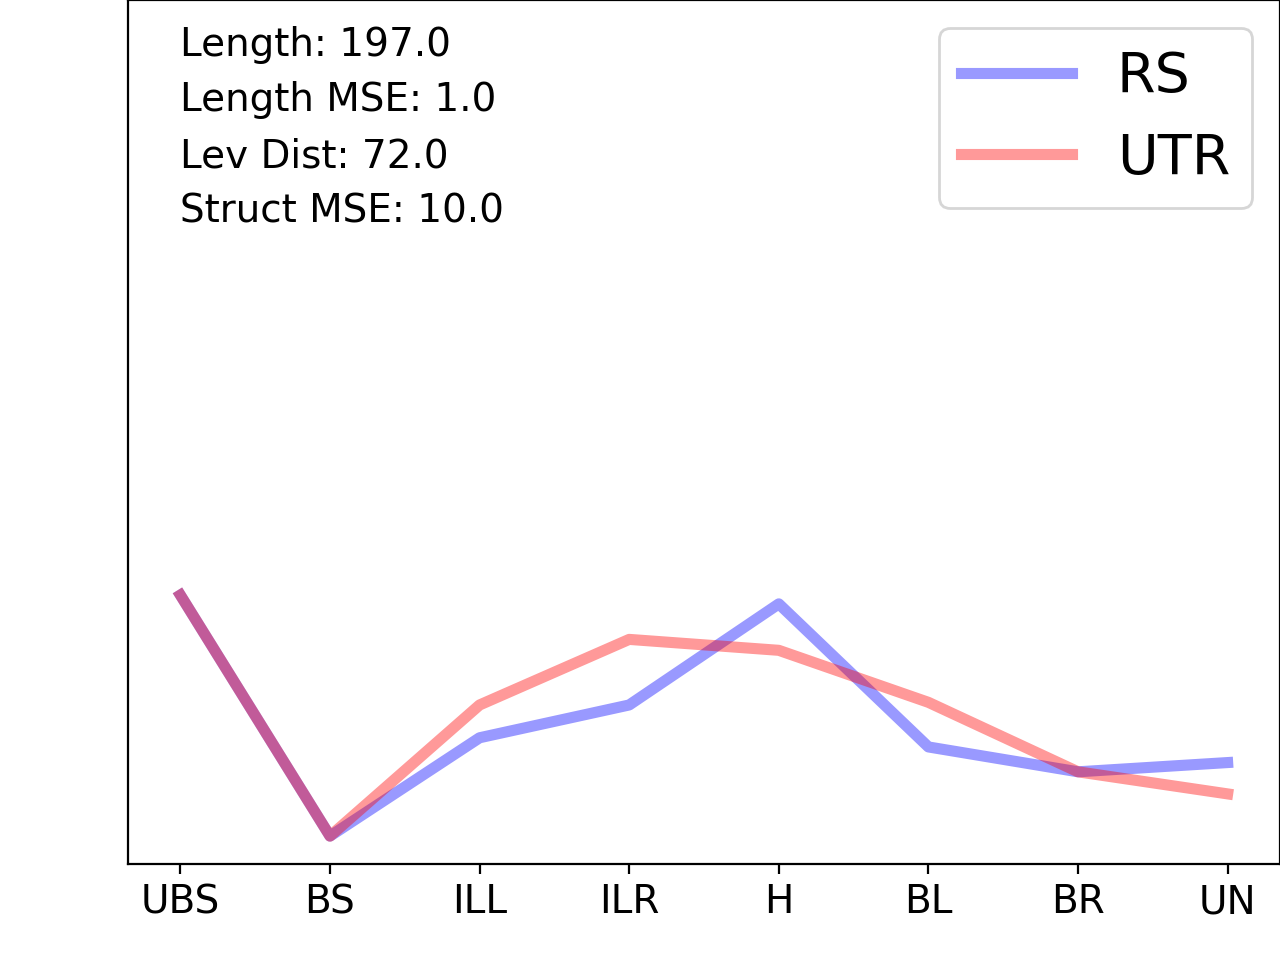 Length: 197.0
Length MSE: 1.0
Lev Dist: 72.0
Struct MSE: 10.0
RS
UTR
UBS BS ILL ILR H BL BR UN